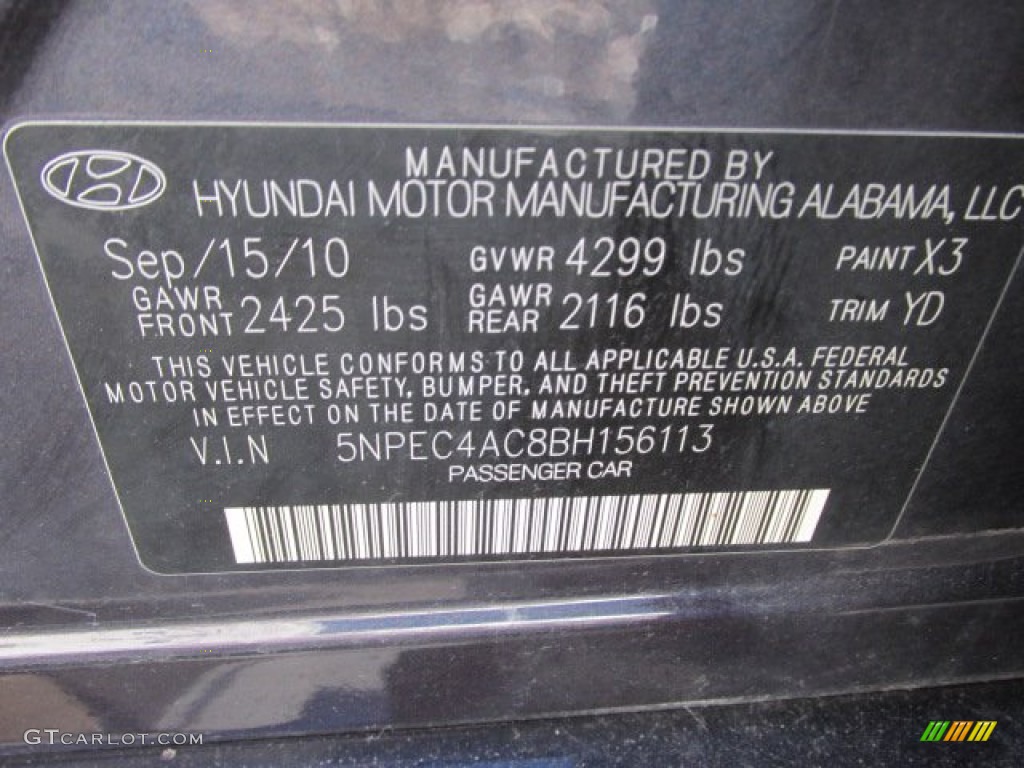 MANUFACTURED BY
HYUNDAI MOTOR MANUFACTURING ALABAMA, LLC
Sep/15/10 GVWR 4299 lbs PAINT X3
GAWR FRONT 2425 lbs GAWR REAR 2116 lbs TRIM YD
THIS VEHICLE CONFORMS TO ALL APPLICABLE U.S.A. FEDERAL
MOTOR VEHICLE SAFETY, BUMPER, AND THEFT PREVENTION STANDARDS
IN EFFECT ON THE DATE OF MANUFACTURE SHOWN ABOVE
V.I.N 5NPEC4AC8BH156113
PASSENGER CAR
GTCARLOT.COM